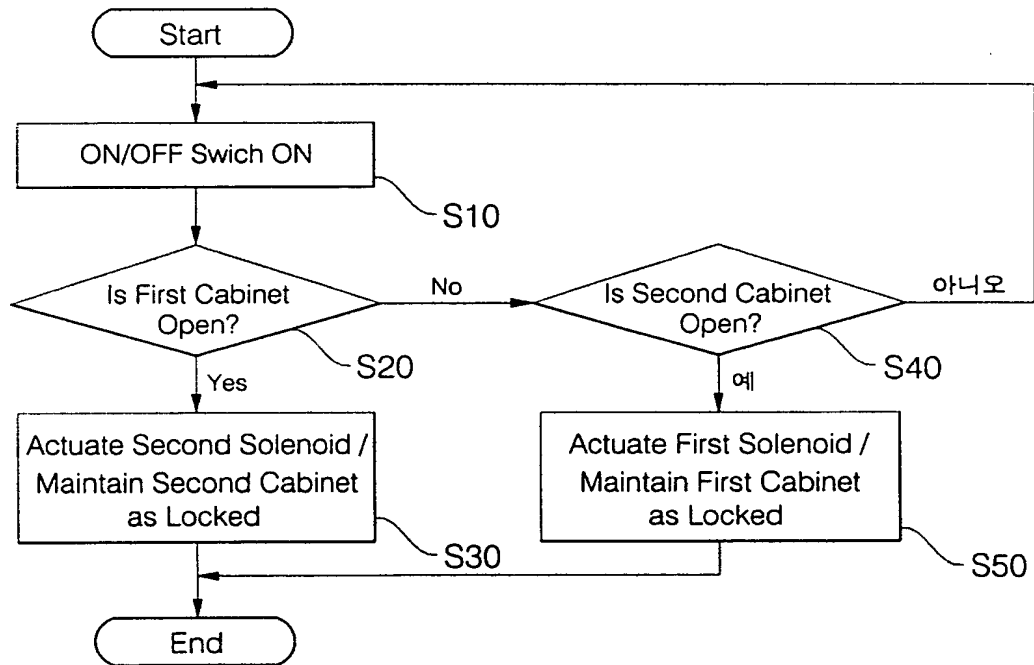 Start
ON/OFF Swich ON
S10
Is First Cabinet
Open?
S20
No
Is Second Cabinet
Open?
S40
아니오
Yes
예
Actuate Second Solenoid /
Maintain Second Cabinet
as Locked
S30
Actuate First Solenoid /
Maintain First Cabinet
as Locked
S50
End